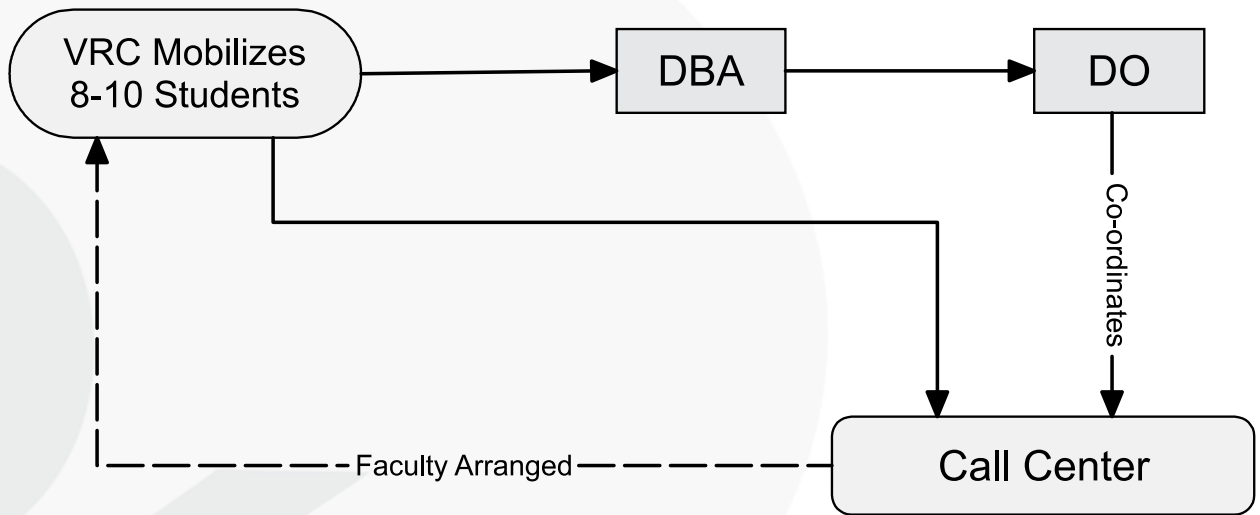 VRC Mobilizes
8-10 Students
DBA
DO
Co-ordinates
Call Center
Faculty Arranged